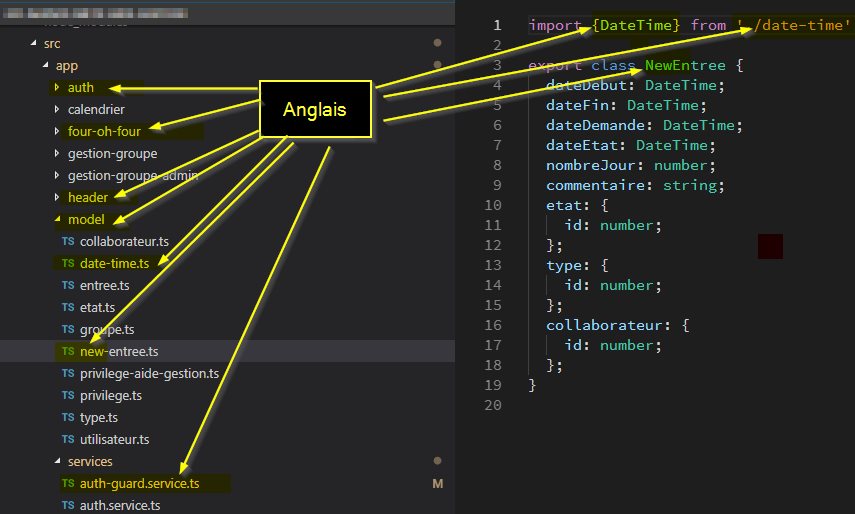 src
app
auth
calendrier
four-oh-four
gestion-groupe
gestion-groupe-admin
header
model
TS collaborateur.ts
TS date-time.ts
TS entree.ts
TS etat.ts
TS groupe.ts
TS new-entree.ts
TS privilege-aide-gestion.ts
TS privilege.ts
TS type.ts
TS utilisateur.ts
services
TS auth-guard.service.ts M
TS auth.service.ts
Anglais
1 import {DateTime} from './date-time'
2
3 export class NewEntree {
4 dateDebut: DateTime;
5 dateFin: DateTime;
6 dateDemande: DateTime;
7 dateEtat: DateTime;
8 nombreJour: number;
9 commentaire: string;
10 etat: {
11 id: number;
12 };
13 type: {
14 id: number;
15 };
16 collaborateur: {
17 id: number;
18 };
19 }
20